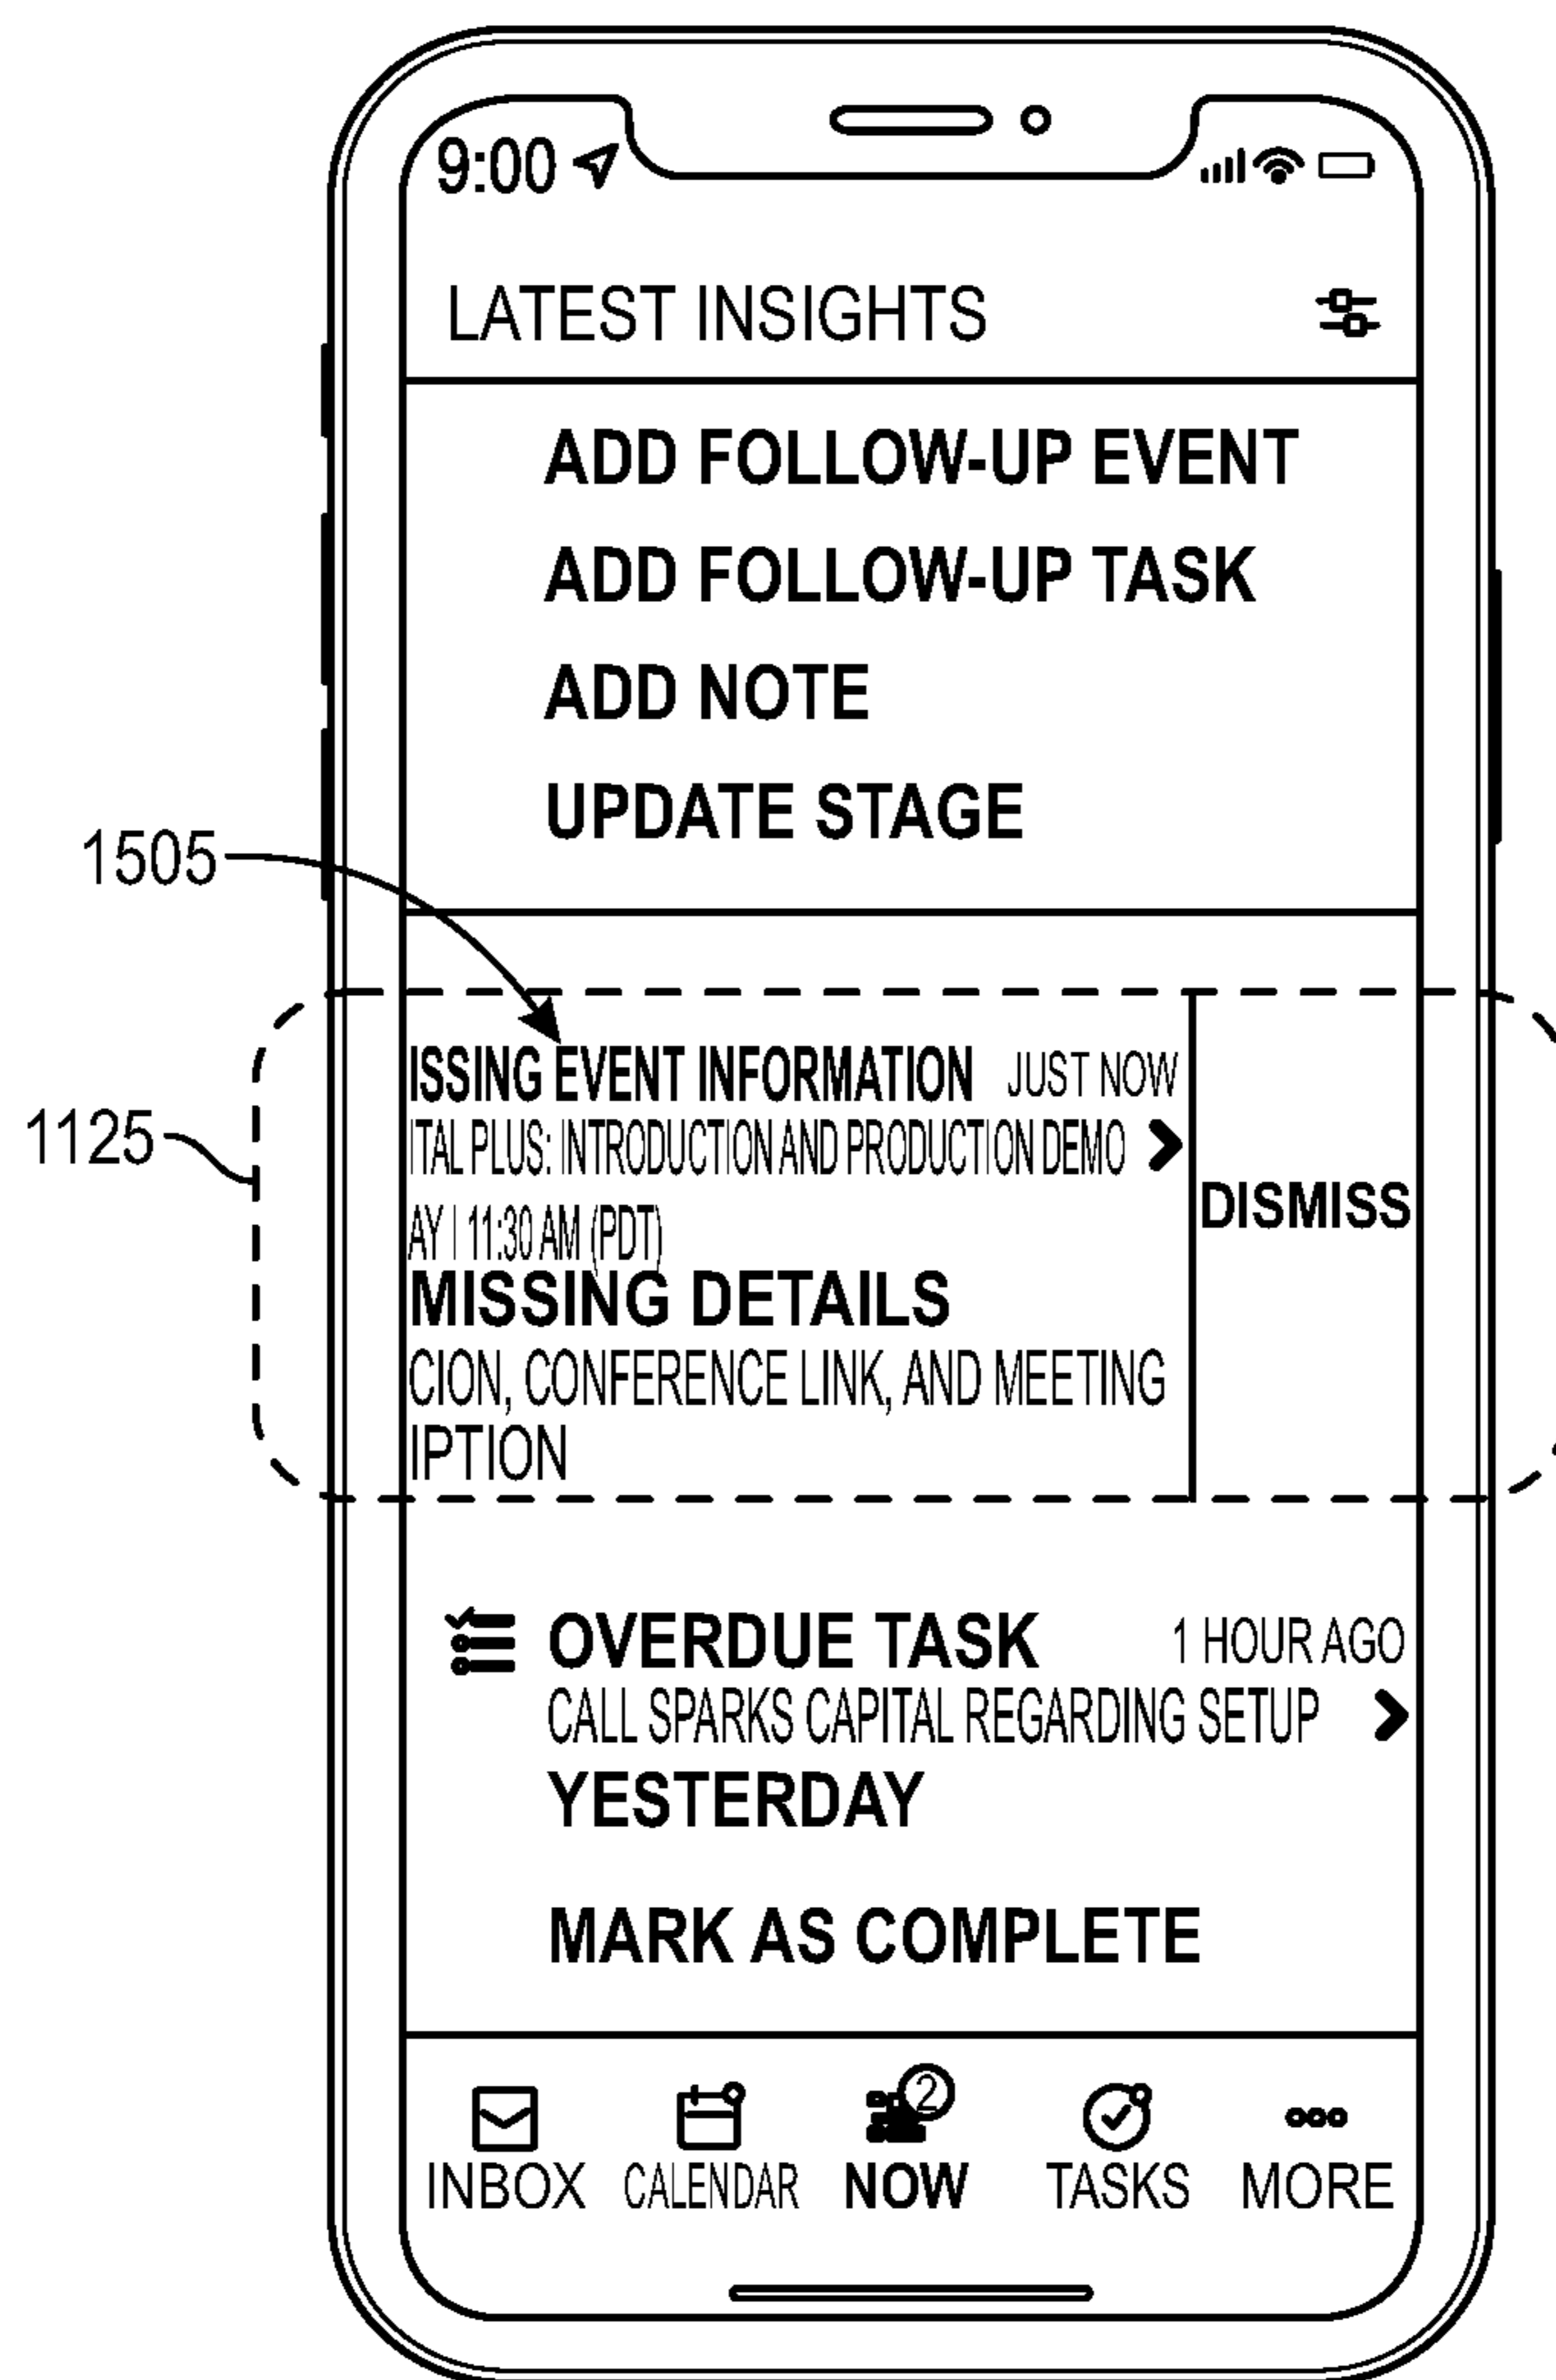 9:00
LATEST INSIGHTS
ADD FOLLOW-UP EVENT
ADD FOLLOW-UP TASK
ADD NOTE
UPDATE STAGE
1505
ISSING EVENT INFORMATION JUST NOW
ITAL PLUS: INTRODUCTION AND PRODUCTION DEMO
1125
DISMISS
AY | 11:30 AM (PDT)
MISSING DETAILS
CION, CONFERENCE LINK, AND MEETING
IPTION
OVERDUE TASK 1 HOUR AGO
CALL SPARKS CAPITAL REGARDING SETUP
YESTERDAY
MARK AS COMPLETE
2
INBOX CALENDAR NOW TASKS MORE